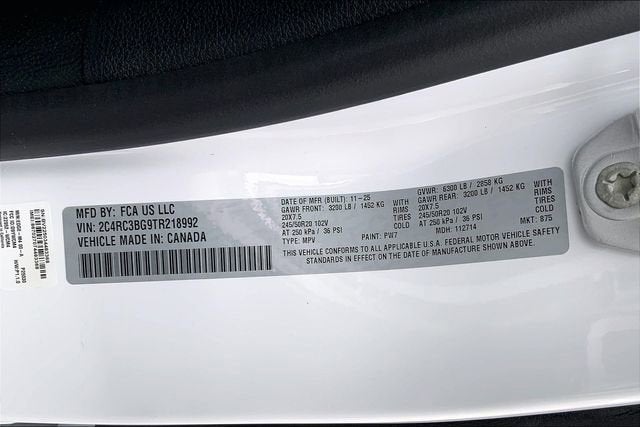 MFD BY: FCA US LLC
VIN: 2C4RC3BG9TR218992
VEHICLE MADE IN: CANADA
DATE OF MFR (BUILT): 11-25
GAWR FRONT: 3200 LB / 1452 KG WITH
20X7.5 RIMS
245/50R20 102V TIRES
AT 250 kPa / 36 PSI COLD
TYPE: MPV PAINT: PW7
GVWR: 6300 LB / 2858 KG
GAWR REAR: 3200 LB / 1452 KG WITH
20X7.5 RIMS
245/50R20 102V TIRES
AT 250 kPa / 36 PSI COLD
MDH: 112714 MKT: 875
THIS VEHICLE CONFORMS TO ALL APPLICABLE U.S.A. FEDERAL MOTOR VEHICLE SAFETY
STANDARDS IN EFFECT ON THE DATE OF MANUFACTURE SHOWN ABOVE.